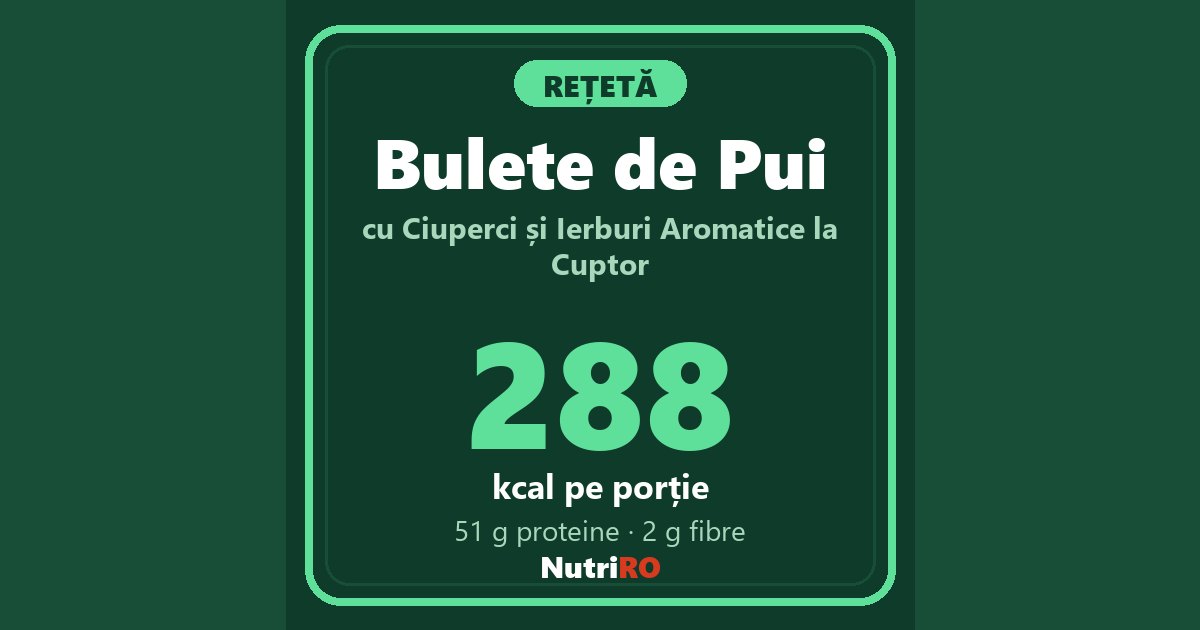 REȚETĂ
Bulete de Pui
cu Ciuperci și Ierburi Aromatice la
Cuptor
288
kcal pe porție
51 g proteine · 2 g fibre
NutriRO